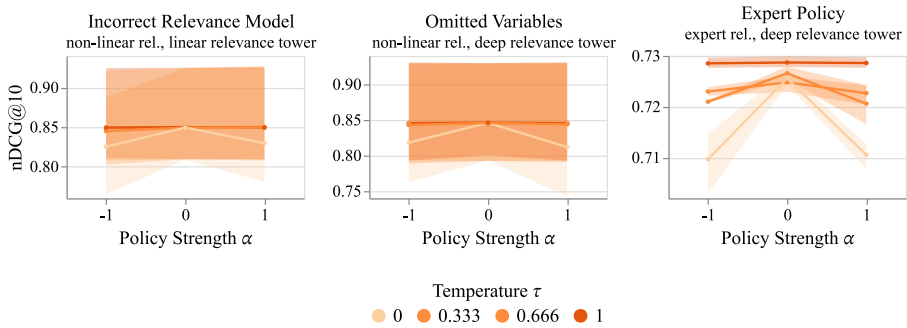 Incorrect Relevance Model
non-linear rel., linear relevance tower
Omitted Variables
non-linear rel., deep relevance tower
Expert Policy
expert rel., deep relevance tower
nDCG@10
0.90
0.85
0.80
-1 0 1
Policy Strength α
0.90
0.85
0.80
0.75
-1 0 1
Policy Strength α
0.73
0.72
0.71
-1 0 1
Policy Strength α
Temperature τ
0 0.333 0.666 1